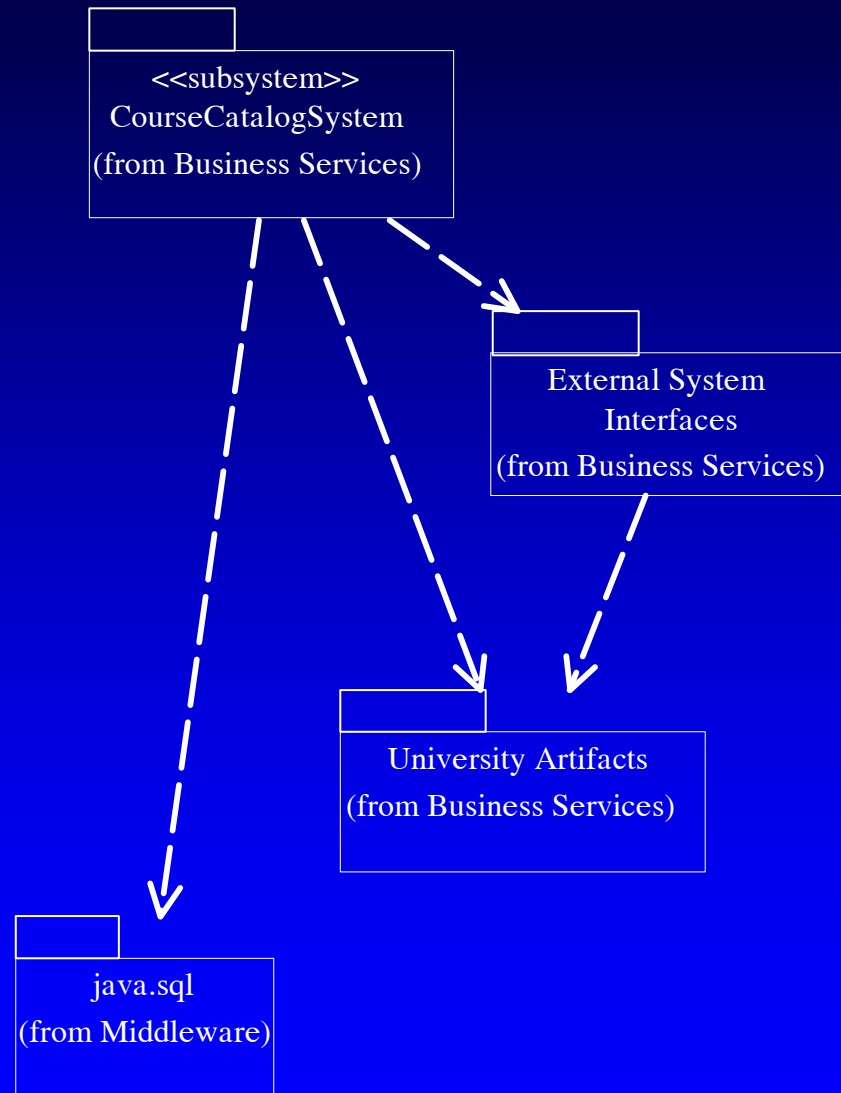 <<subsystem>>
CourseCatalogSystem
(from Business Services)
External System
Interfaces
(from Business Services)
University Artifacts
(from Business Services)
java.sql
(from Middleware)